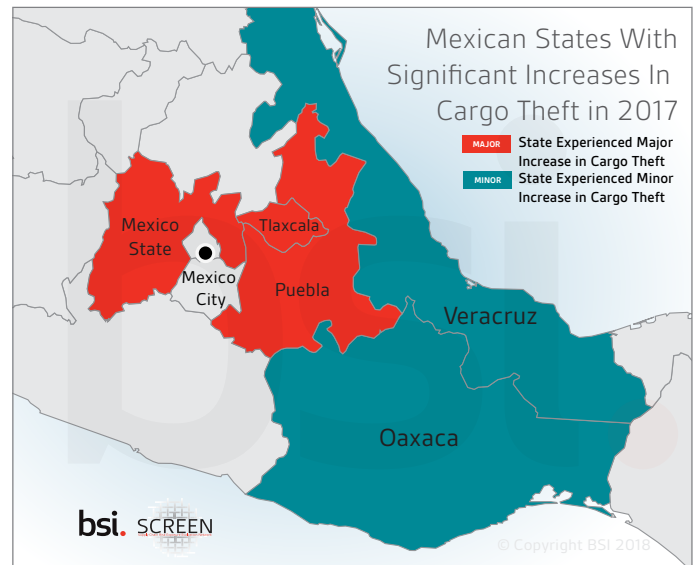 Mexican States With
Significant Increases In
Cargo Theft in 2017
MAJOR State Experienced Major
Increase in Cargo Theft
MINOR State Experienced Minor
Increase in Cargo Theft
Mexico
State
Tlaxcala
Mexico
City
Puebla
Veracruz
Oaxaca
bsi. SCREEN
© Copyright BSI 2018
bsi.